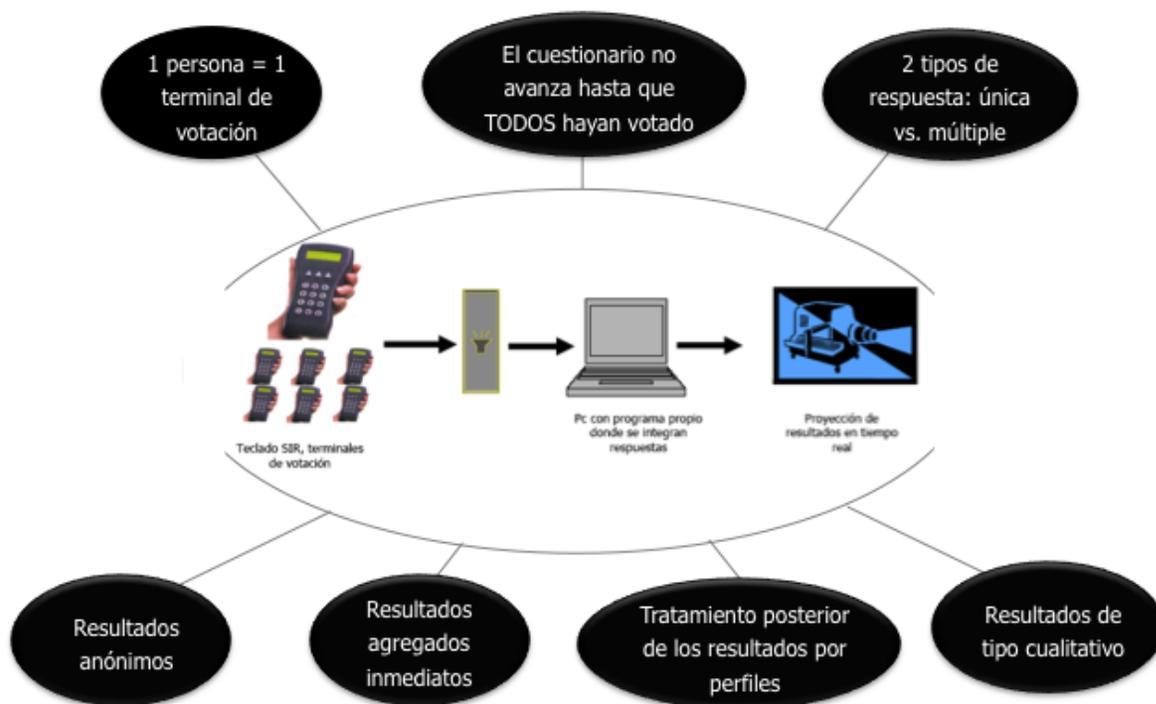 1 persona = 1
terminal de
votación
El cuestionario no
avanza hasta que
TODOS hayan votado
2 tipos de
respuesta: única
vs. múltiple
Teclado SIR, terminales
de votación
Pc con programa propio
donde se integran
respuestas
Proyección de
resultados en tiempo
real
Resultados
anónimos
Resultados
agregados
inmediatos
Tratamiento posterior
de los resultados por
perfiles
Resultados de
tipo cualitativo